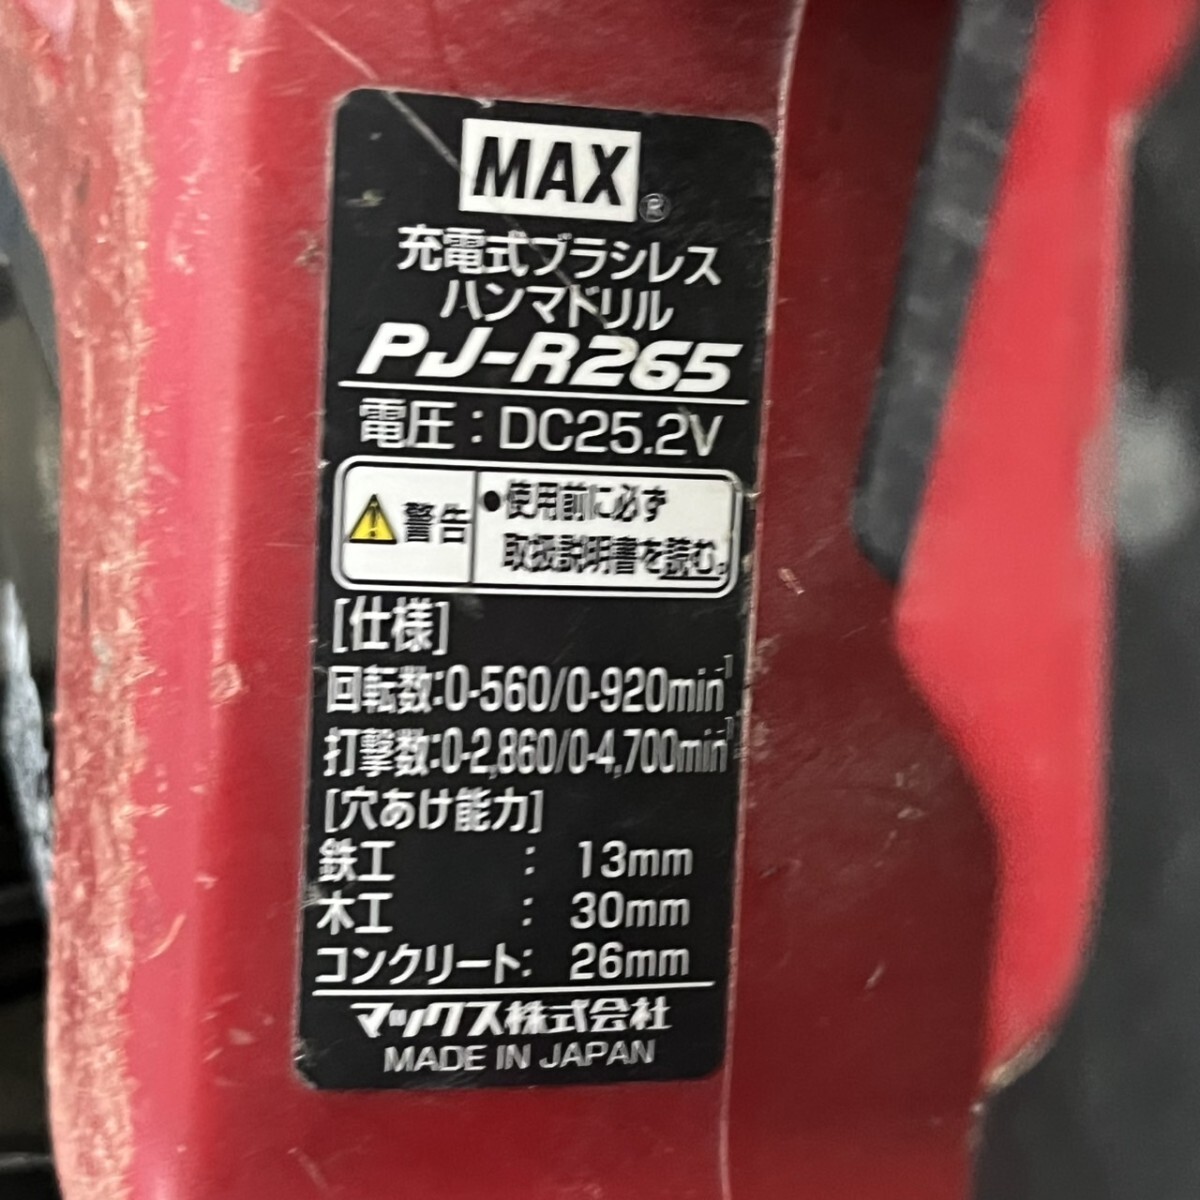 MAX®
充電式ブラシレス
ハンマドリル
PJ-R265
電圧：DC25.2V
警告 ●使用前に必ず
取扱説明書を読む。
[仕様]
回転数:0-560/0-920min⁻¹
打撃数:0-2,860/0-4,700min⁻¹
[穴あけ能力]
鉄工 : 13mm
木工 : 30mm
コンクリート: 26mm
マックス株式会社
MADE IN JAPAN